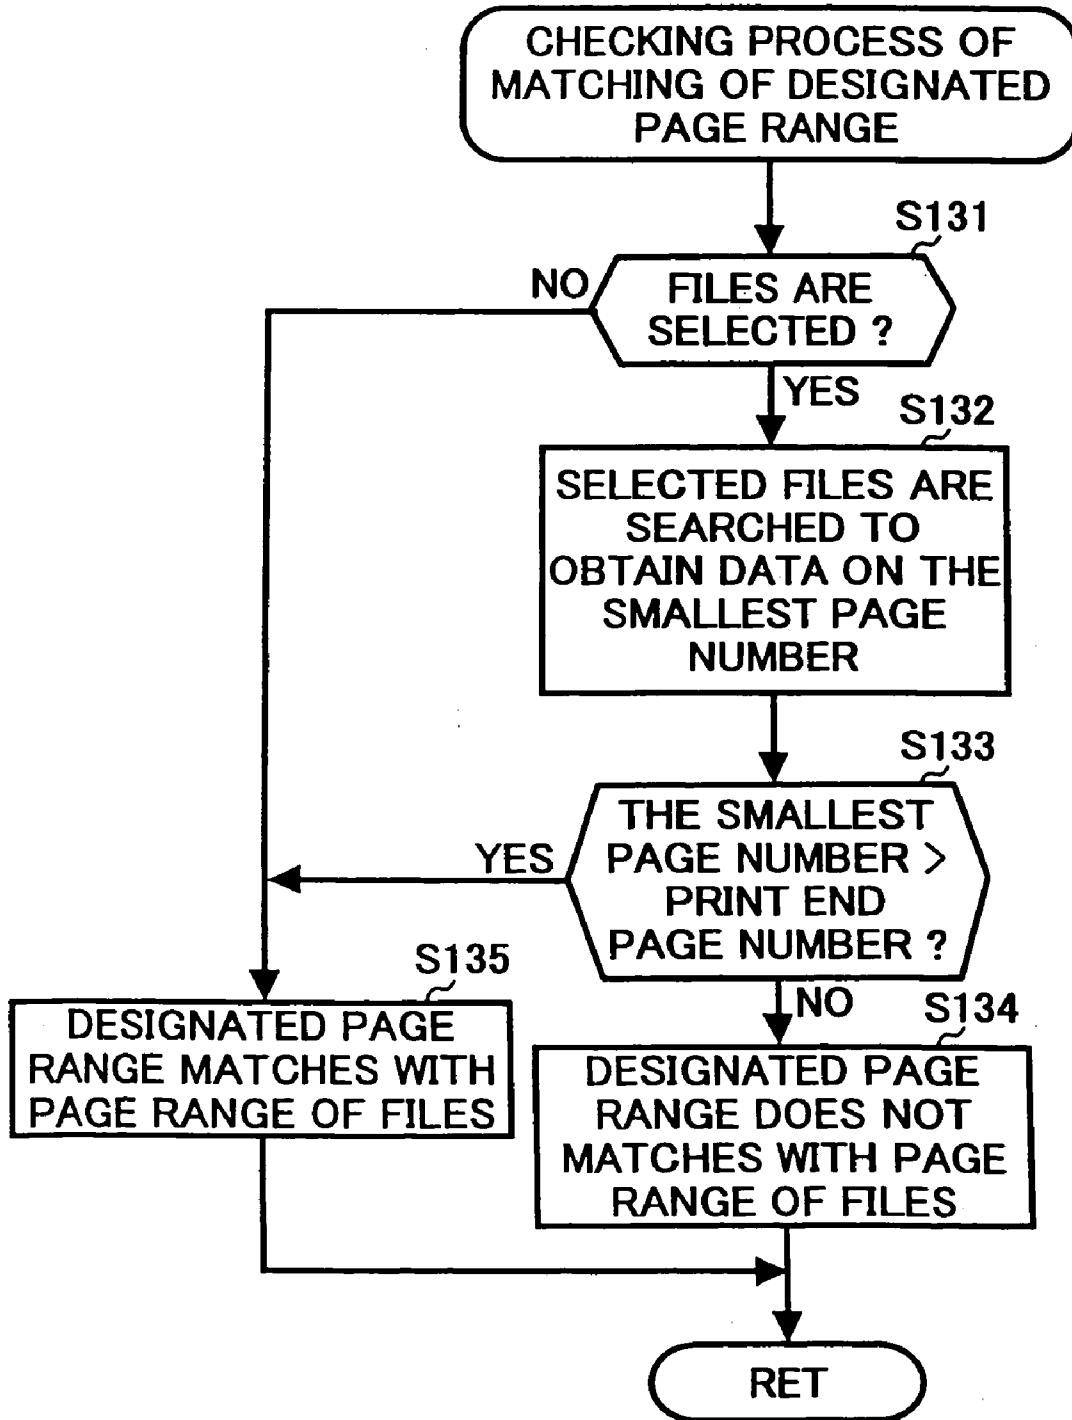 CHECKING PROCESS OF
MATCHING OF DESIGNATED
PAGE RANGE
S131
NO
FILES ARE
SELECTED ?
YES
S132
SELECTED FILES ARE
SEARCHED TO
OBTAIN DATA ON THE
SMALLEST PAGE
NUMBER
S133
THE SMALLEST
PAGE NUMBER >
PRINT END
PAGE NUMBER ?
YES
NO
S135
DESIGNATED PAGE
RANGE MATCHES WITH
PAGE RANGE OF FILES
S134
DESIGNATED PAGE
RANGE DOES NOT
MATCHES WITH PAGE
RANGE OF FILES
RET